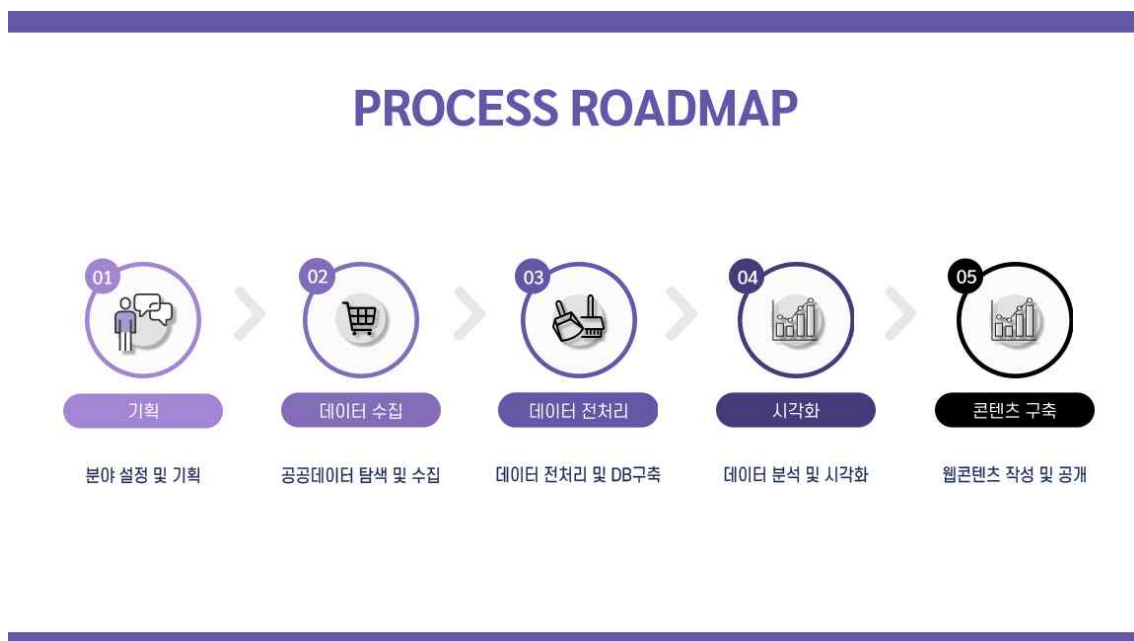 PROCESS ROADMAP
01
02
03
04
05
기획
데이터 수집
데이터 전처리
시각화
콘텐츠 구축
분야 설정 및 기획
공공데이터 탐색 및 수집
데이터 전처리 및 DB구축
데이터 분석 및 시각화
웹콘텐츠 작성 및 공개